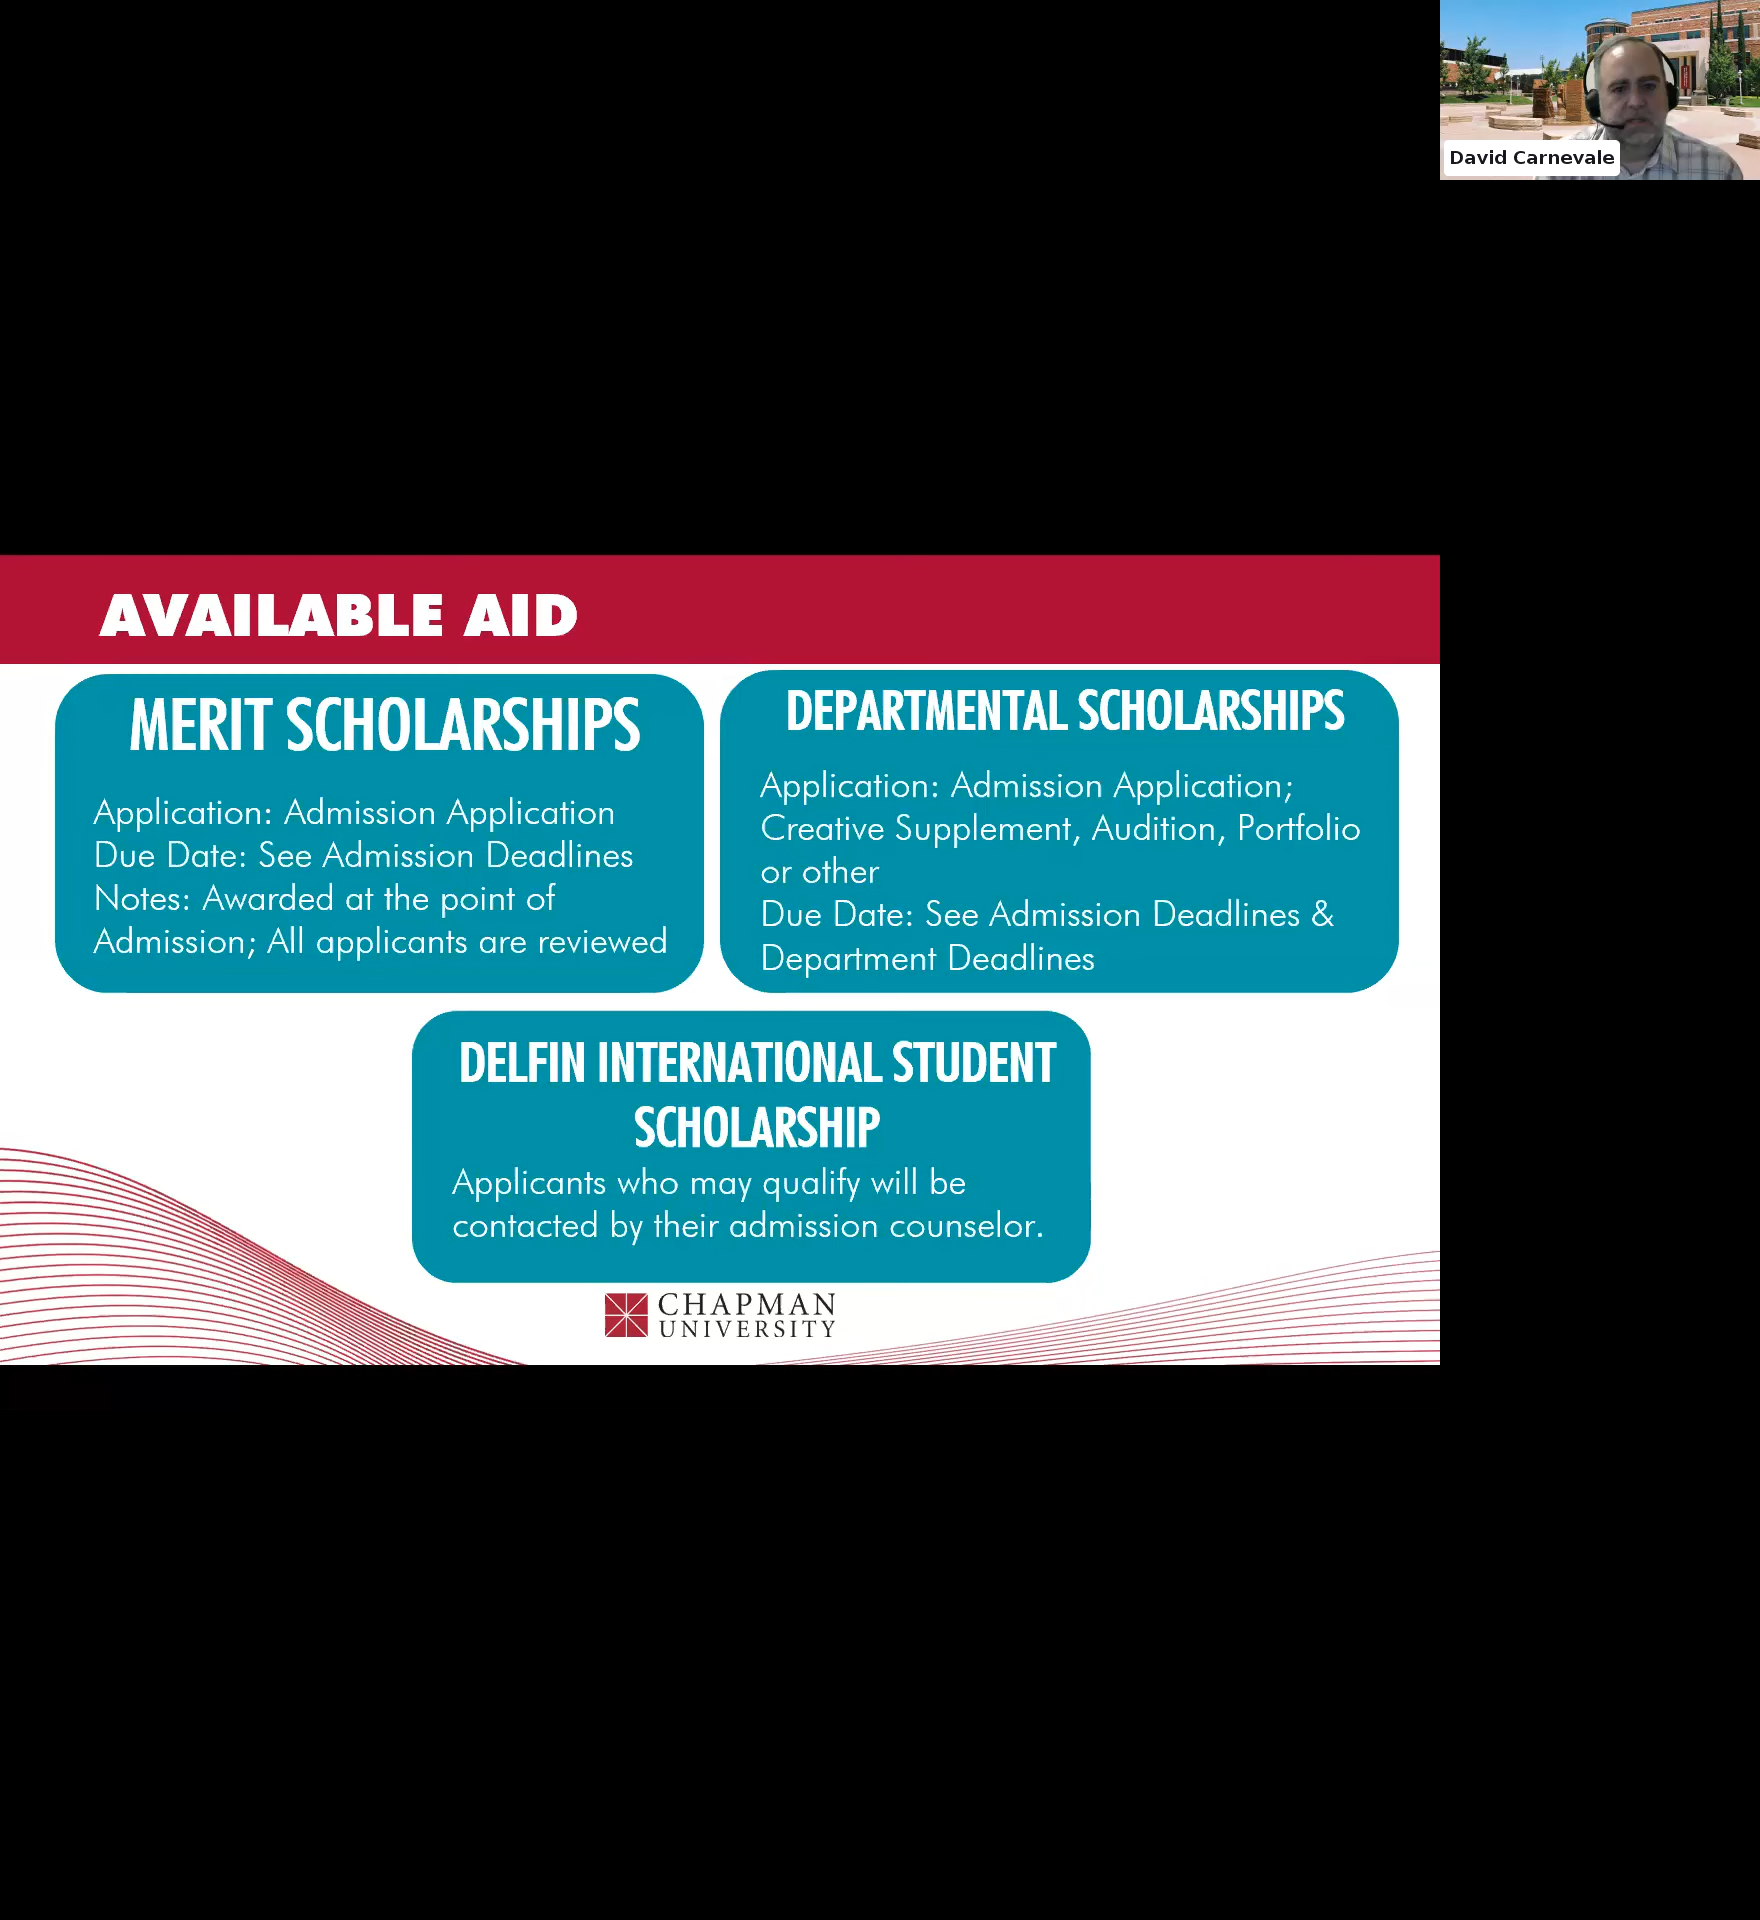 David Carnevale
AVAILABLE AID
MERIT SCHOLARSHIPS
Application: Admission Application
Due Date: See Admission Deadlines
Notes: Awarded at the point of
Admission; All applicants are reviewed
DEPARTMENTAL SCHOLARSHIPS
Application: Admission Application;
Creative Supplement, Audition, Portfolio
or other
Due Date: See Admission Deadlines &
Department Deadlines
DELFIN INTERNATIONAL STUDENT
SCHOLARSHIP
Applicants who may qualify will be
contacted by their admission counselor.
CHAPMAN
UNIVERSITY